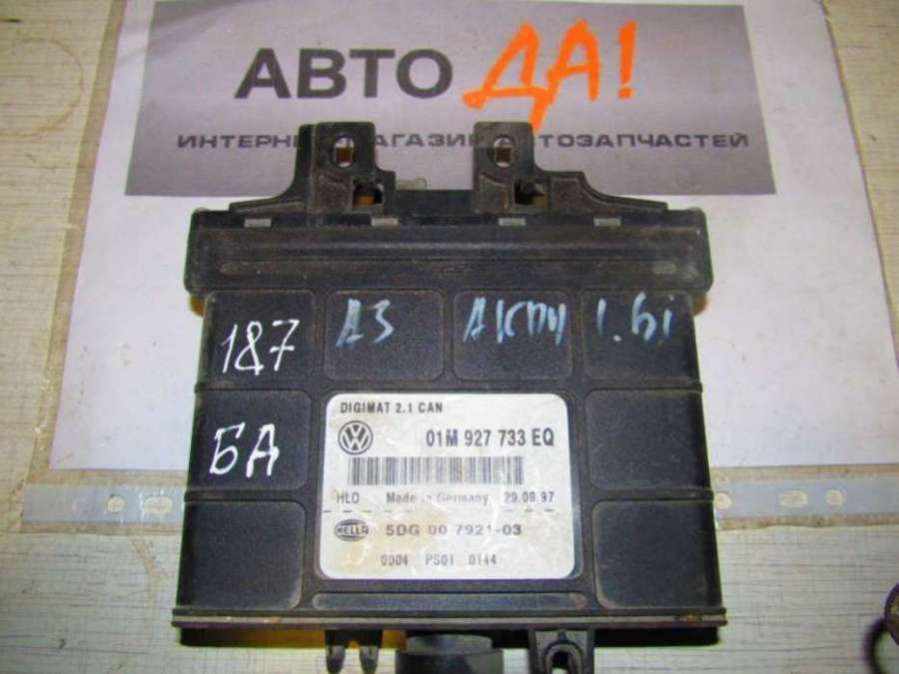 АВТО ДА!
ИНТЕРНЕТ МАГАЗИН АВТОЗАПЧАСТЕЙ
187 A3 АКПП 1.6i
БА
DIGIMAT 2.1 CAN
01M 927 733 EQ
HLO Made in Germany 29.09.97
HELLA 5DG 00 7921-03
0004 PS01 0144